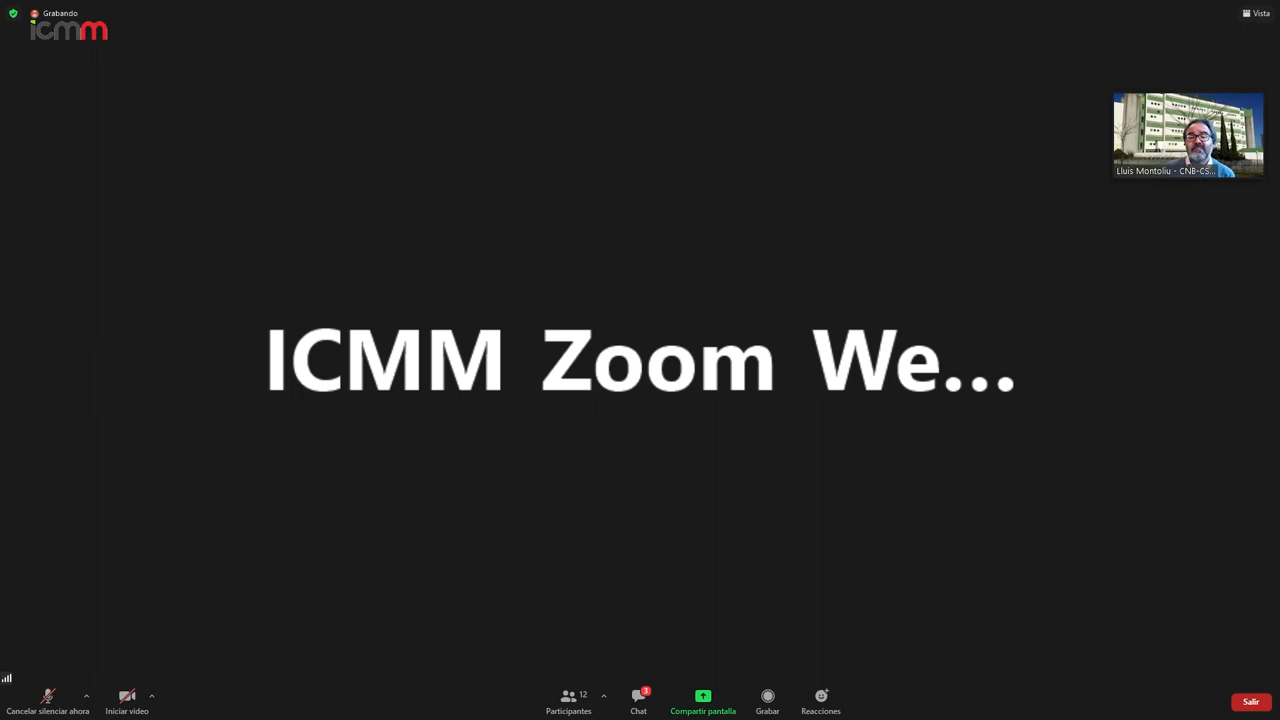 Grabando
icmm
Vista
Lluis Montoliu - CNB-CS...
ICMM Zoom We...
Cancelar silenciar ahora
Iniciar video
12
Participantes
3
Chat
Compartir pantalla
Grabar
Reacciones
Salir